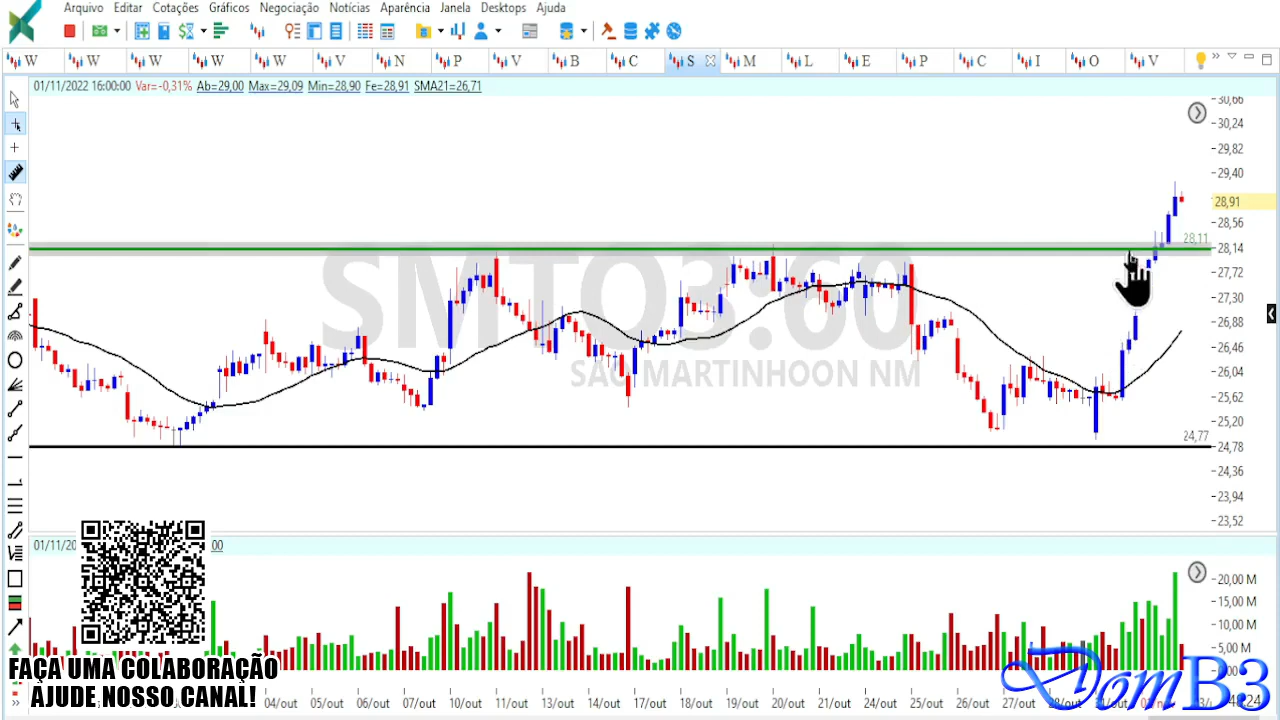 Arquivo Editar Cotações Gráficos Negociação Notícias Aparência Janela Desktops Ajuda
W W W W W V N P V B C S M L E P C I O V
01/11/2022 16:00:00 Var=-0,31% Ab=29,00 Max=29,09 Min=28,90 Fe=28,91 SMA21=26,71
30,66
30,24
29,82
29,40
28,91
28,56
28,11
28,14
27,72
27,30
26,88
26,46
26,04
25,62
25,20
24,77
24,78
24,36
23,94
23,52
SMTO3:60
SAO MARTINHOONNUM
00
20,00 M
15,00 M
10,00 M
5,00 M
FAÇA UMA COLABORAÇÃO
AJUDE NOSSO CANAL!
04/out 05/out 06/out 07/out 10/out 11/out 12/out 13/out 14/out 17/out 18/out 19/out 20/out 21/out 24/out 25/out 26/out 27/out 28/out
DomB3